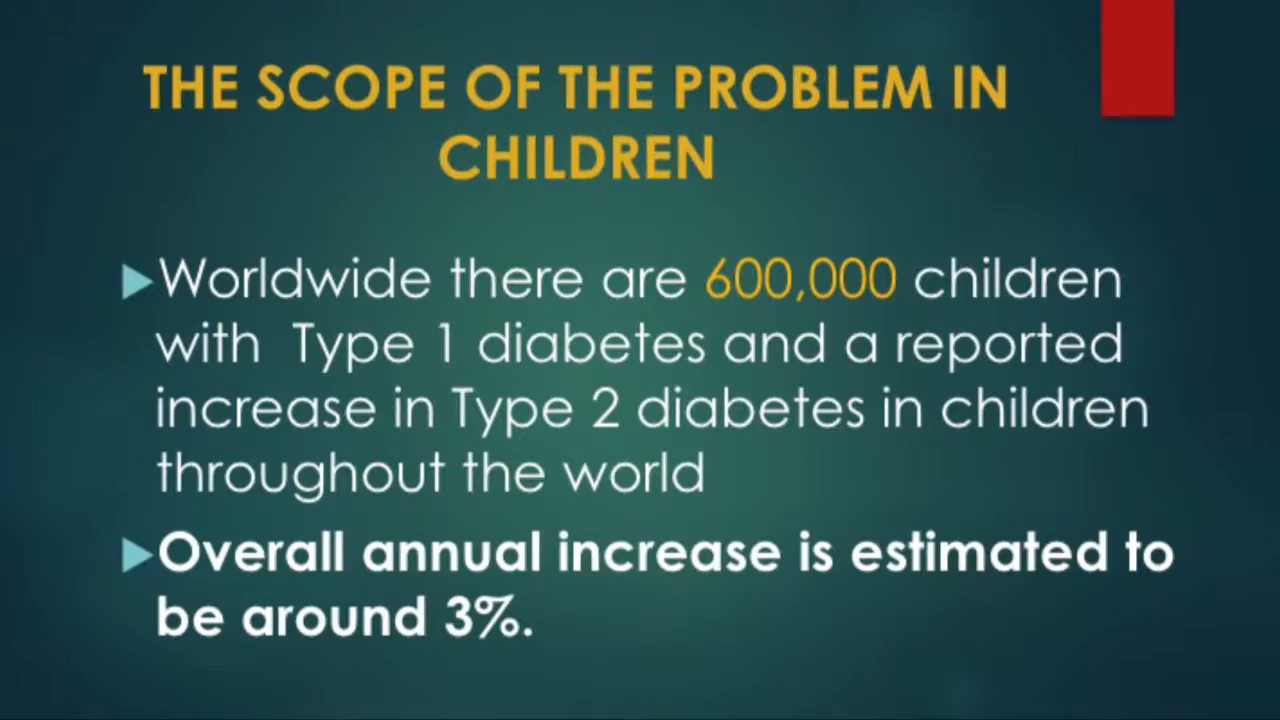 THE SCOPE OF THE PROBLEM IN
CHILDREN
Worldwide there are 600,000 children
with Type 1 diabetes and a reported
increase in Type 2 diabetes in children
throughout the world
Overall annual increase is estimated to
be around 3%.